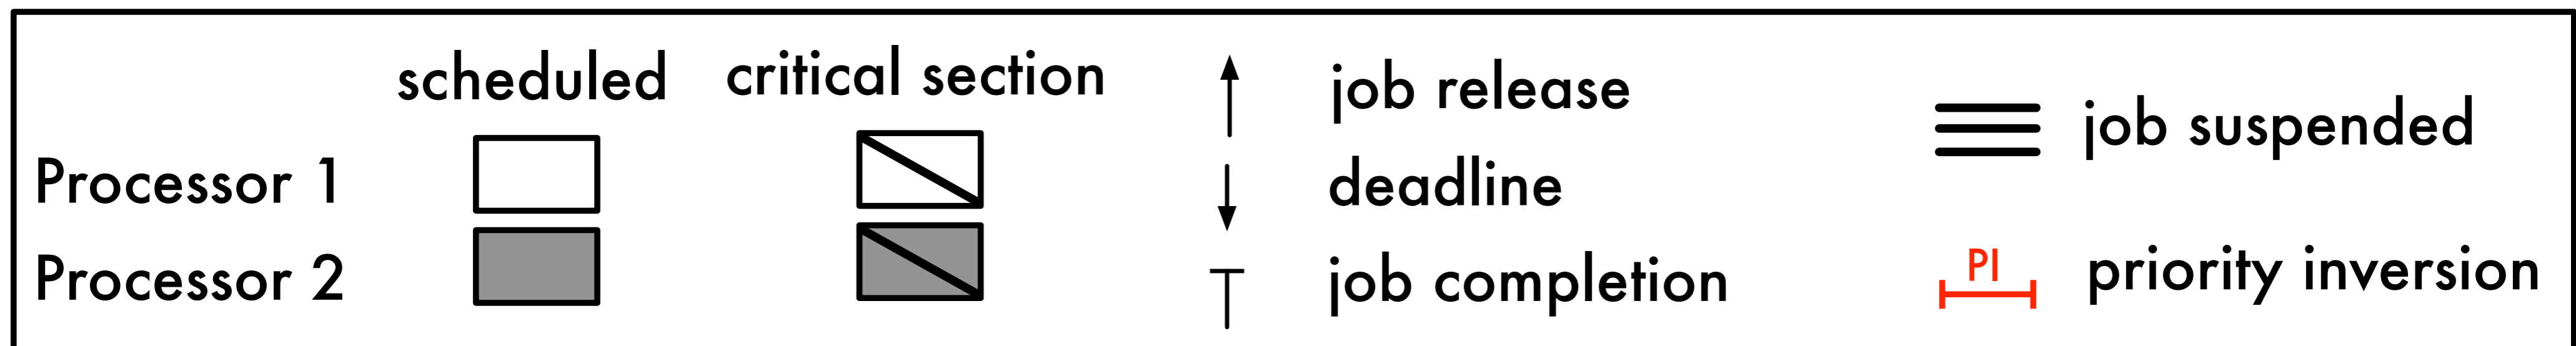 scheduled
critical section
job release
job suspended
Processor 1
deadline
Processor 2
job completion
PI
priority inversion